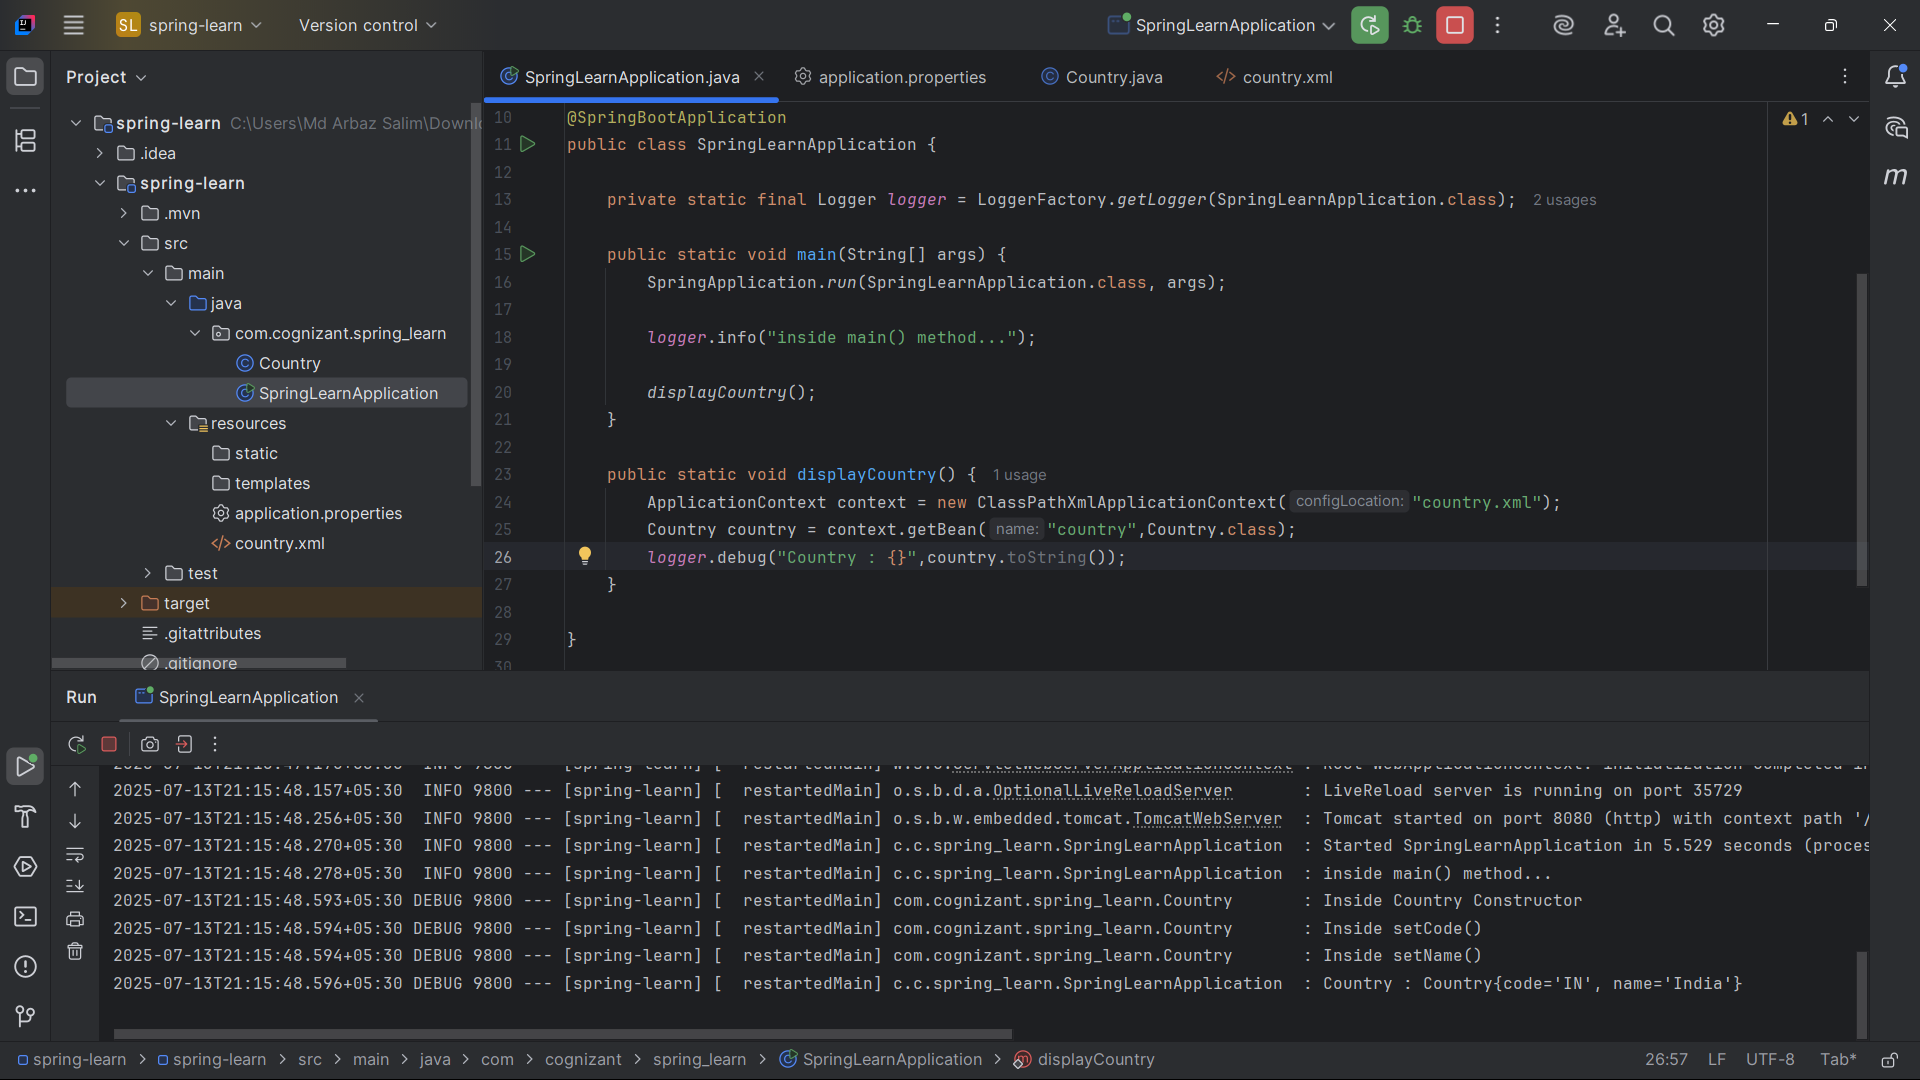 SL spring-learn Version control SpringLearnApplication
Project
spring-learn C:\Users\Md Arbaz Salim\Downl
.idea
spring-learn
.mvn
src
main
java
com.cognizant.spring_learn
Country
SpringLearnApplication
resources
static
templates
application.properties
country.xml
test
target
.gitattributes
.gitignore
SpringLearnApplication.java application.properties Country.java country.xml
10 @SpringBootApplication
11 public class SpringLearnApplication {
12
13 private static final Logger logger = LoggerFactory.getLogger(SpringLearnApplication.class); 2 usages
14
15 public static void main(String[] args) {
16 SpringApplication.run(SpringLearnApplication.class, args);
17
18 logger.info("inside main() method...");
19
20 displayCountry();
21 }
22
23 public static void displayCountry() { 1 usage
24 ApplicationContext context = new ClassPathXmlApplicationContext( configLocation: "country.xml");
25 Country country = context.getBean( name: "country",Country.class);
26 logger.debug("Country : {}",country.toString());
27 }
28
29 }
30
1
m
Run SpringLearnApplication
2025-07-13T21:15:48.157+05:30 INFO 9800 --- [spring-learn] [ restartedMain] o.s.b.d.a.OptionalLiveReloadServer : LiveReload server is running on port 35729
2025-07-13T21:15:48.256+05:30 INFO 9800 --- [spring-learn] [ restartedMain] o.s.b.w.embedded.tomcat.TomcatWebServer : Tomcat started on port 8080 (http) with context path '/
2025-07-13T21:15:48.270+05:30 INFO 9800 --- [spring-learn] [ restartedMain] c.c.spring_learn.SpringLearnApplication : Started SpringLearnApplication in 5.529 seconds (proces
2025-07-13T21:15:48.278+05:30 INFO 9800 --- [spring-learn] [ restartedMain] c.c.spring_learn.SpringLearnApplication : inside main() method...
2025-07-13T21:15:48.593+05:30 DEBUG 9800 --- [spring-learn] [ restartedMain] com.cognizant.spring_learn.Country : Inside Country Constructor
2025-07-13T21:15:48.594+05:30 DEBUG 9800 --- [spring-learn] [ restartedMain] com.cognizant.spring_learn.Country : Inside setCode()
2025-07-13T21:15:48.594+05:30 DEBUG 9800 --- [spring-learn] [ restartedMain] com.cognizant.spring_learn.Country : Inside setName()
2025-07-13T21:15:48.596+05:30 DEBUG 9800 --- [spring-learn] [ restartedMain] c.c.spring_learn.SpringLearnApplication : Country : Country{code='IN', name='India'}
spring-learn > spring-learn > src > main > java > com > cognizant > spring_learn > SpringLearnApplication > displayCountry 26:57 LF UTF-8 Tab*